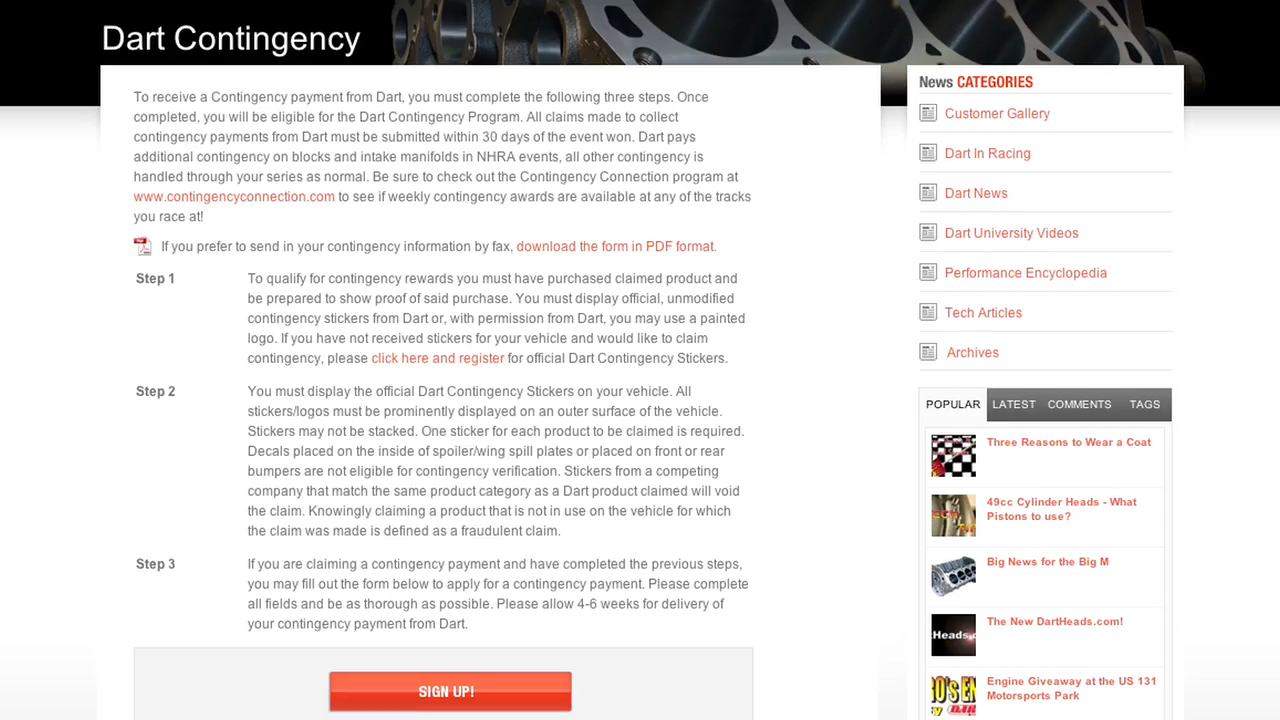 Dart Contingency
To receive a Contingency payment from Dart, you must complete the following three steps. Once
completed, you will be eligible for the Dart Contingency Program. All claims made to collect
contingency payments from Dart must be submitted within 30 days of the event won. Dart pays
additional contingency on blocks and intake manifolds in NHRA events, all other contingency is
handled through your series as normal. Be sure to check out the Contingency Connection program at
www.contingencyconnection.com to see if weekly contingency awards are available at any of the tracks
you race at!
If you prefer to send in your contingency information by fax, download the form in PDF format.
Step 1
To qualify for contingency rewards you must have purchased claimed product and
be prepared to show proof of said purchase. You must display official, unmodified
contingency stickers from Dart or, with permission from Dart, you may use a painted
logo. If you have not received stickers for your vehicle and would like to claim
contingency, please click here and register for official Dart Contingency Stickers.
Step 2
You must display the official Dart Contingency Stickers on your vehicle. All
stickers/logos must be prominently displayed on an outer surface of the vehicle.
Stickers may not be stacked. One sticker for each product to be claimed is required.
Decals placed on the inside of spoiler/wing spill plates or placed on front or rear
bumpers are not eligible for contingency verification. Stickers from a competing
company that match the same product category as a Dart product claimed will void
the claim. Knowingly claiming a product that is not in use on the vehicle for which
the claim was made is defined as a fraudulent claim.
Step 3
If you are claiming a contingency payment and have completed the previous steps,
you may fill out the form below to apply for a contingency payment. Please complete
all fields and be as thorough as possible. Please allow 4-6 weeks for delivery of
your contingency payment from Dart.
SIGN UP!
News CATEGORIES
Customer Gallery
Dart In Racing
Dart News
Dart University Videos
Performance Encyclopedia
Tech Articles
Archives
POPULAR LATEST COMMENTS TAGS
Three Reasons to Wear a Coat
49cc Cylinder Heads - What
Pistons to use?
Big News for the Big M
The New DartHeads.com!
Engine Giveaway at the US 131
Motorsports Park